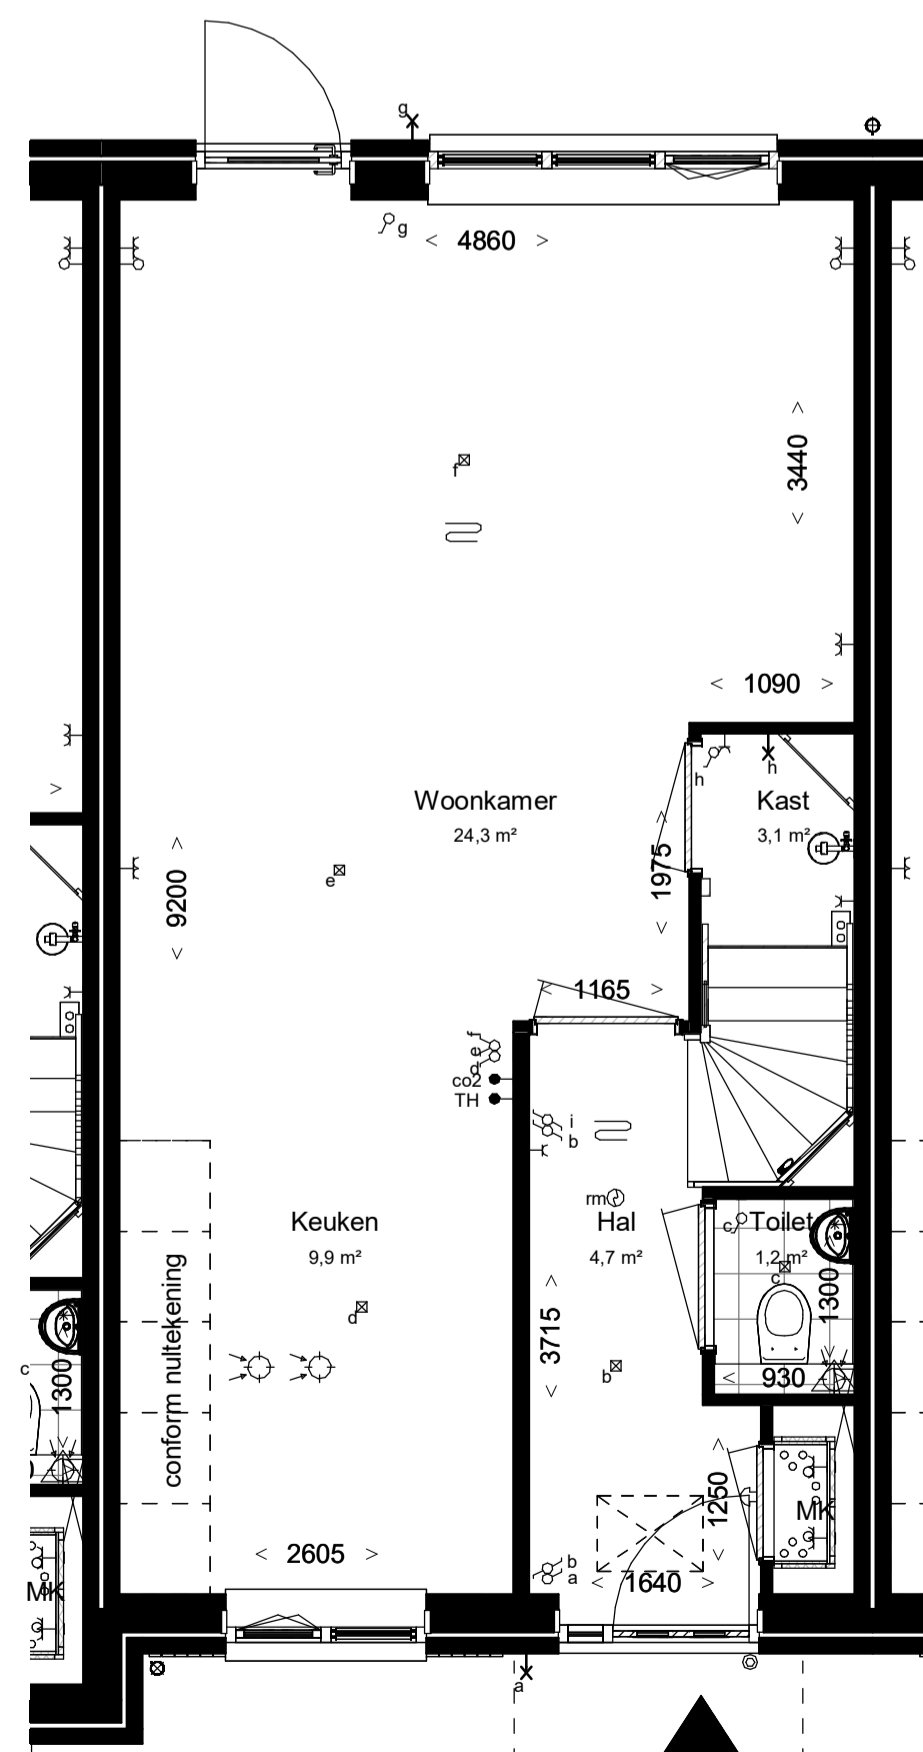 g
g
< 4860 >
< 3440 >
f
< 1090 >
h
h
Woonkamer
24,3 m²
Kast
3,1 m²
< 1975 >
e
< 9200 >
>
< 1165 >
f
e
d
co2
TH
i
b
rm
Keuken
9,9 m²
Hal
4,7 m²
c
Toilet
1,2 m²
c
1300
d
conform nultekening
< 3715 >
b
< 930
c
1300
< 1250 >
MK
MK
< 2605 >
b
a
< 1640 >
a